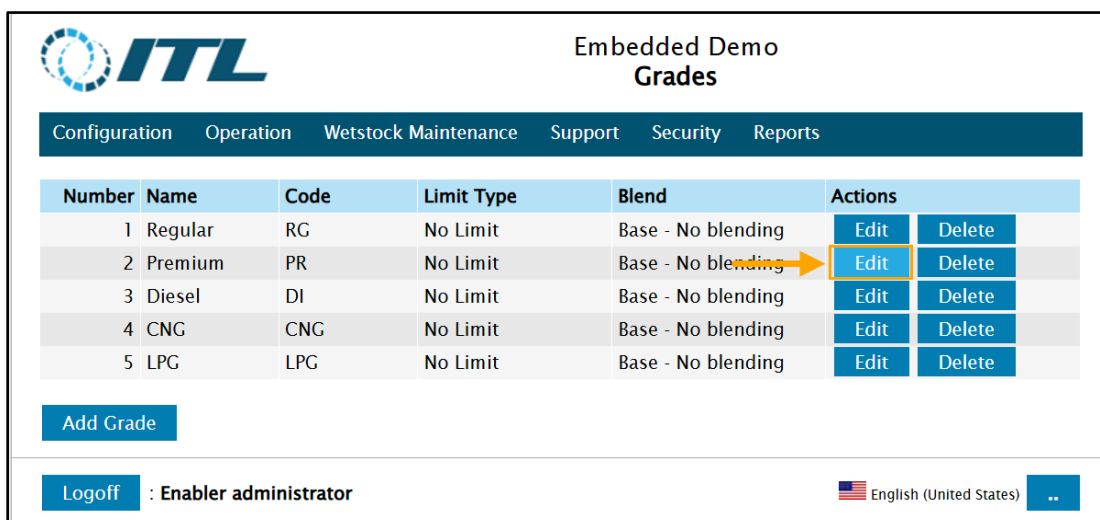 ITL
Embedded Demo
Grades
Configuration Operation Wetstock Maintenance Support Security Reports
Number Name Code Limit Type Blend Actions
1 Regular RG No Limit Base - No blending Edit Delete
2 Premium PR No Limit Base - No blending Edit Delete
3 Diesel DI No Limit Base - No blending Edit Delete
4 CNG CNG No Limit Base - No blending Edit Delete
5 LPG LPG No Limit Base - No blending Edit Delete
Add Grade
Logoff : Enabler administrator English (United States) ..